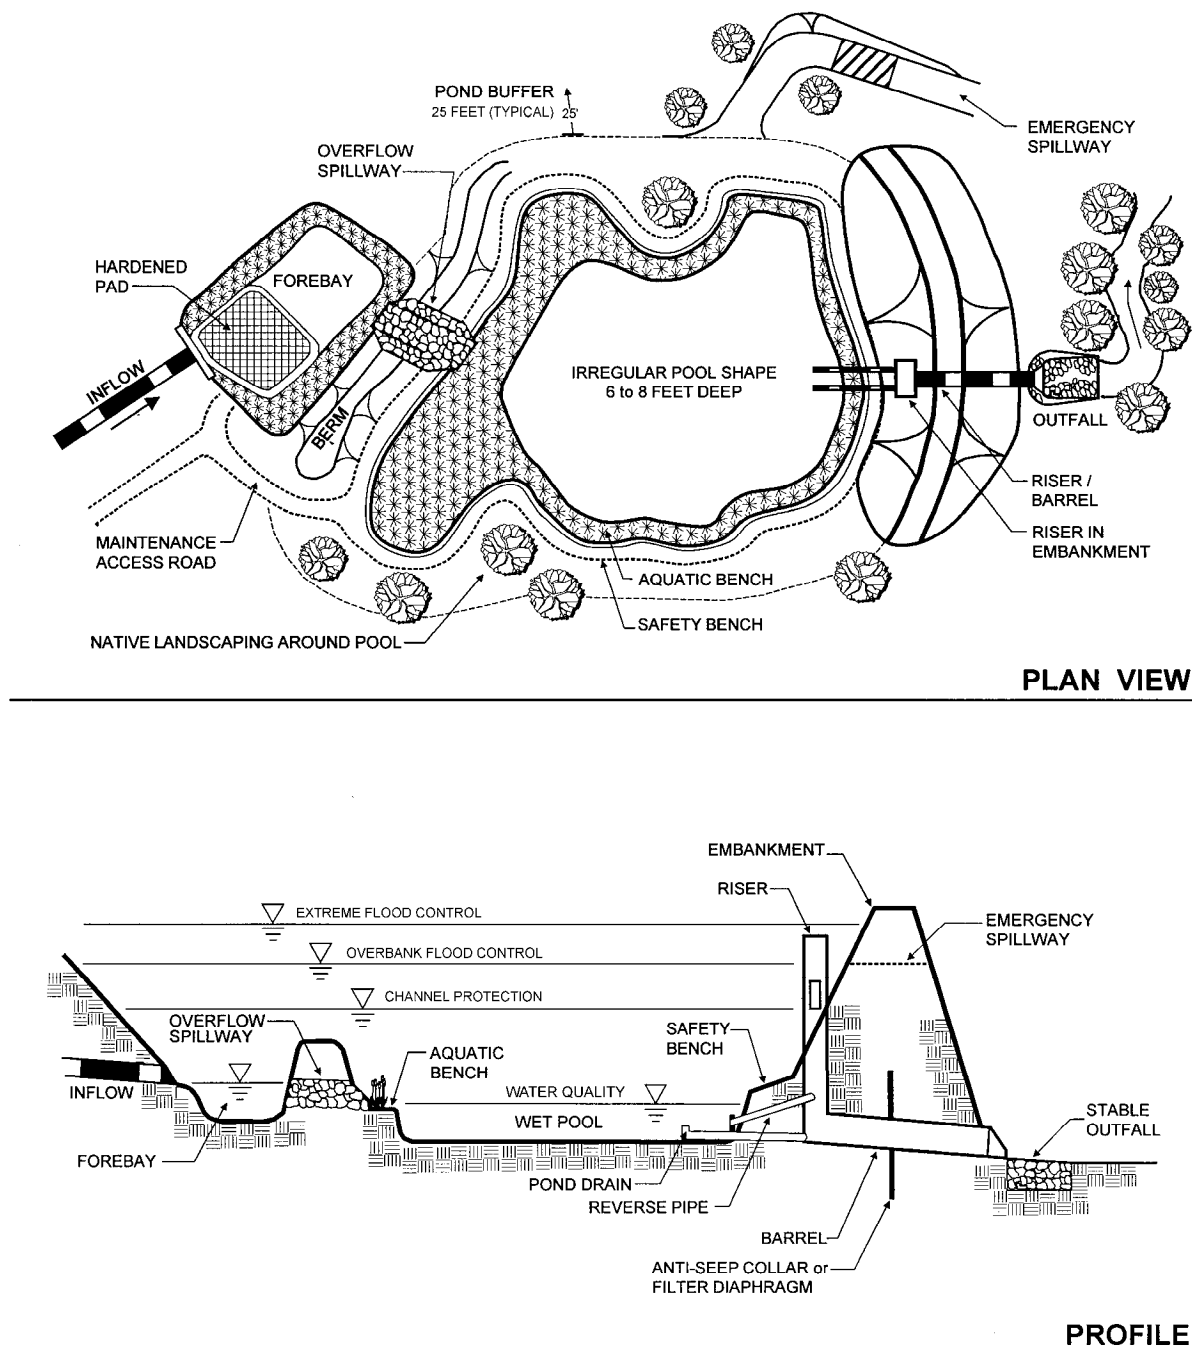 POND BUFFER
25 FEET (TYPICAL) 25'
EMERGENCY
SPILLWAY
OVERFLOW
SPILLWAY
HARDENED
PAD
FOREBAY
INFLOW
BERM
IRREGULAR POOL SHAPE
6 to 8 FEET DEEP
OUTFALL
RISER /
BARREL
RISER IN
EMBANKMENT
MAINTENANCE
ACCESS ROAD
AQUATIC BENCH
SAFETY BENCH
NATIVE LANDSCAPING AROUND POOL
PLAN VIEW
EMBANKMENT
RISER
EXTREME FLOOD CONTROL
EMERGENCY
SPILLWAY
OVERBANK FLOOD CONTROL
CHANNEL PROTECTION
OVERFLOW
SPILLWAY
SAFETY
BENCH
AQUATIC
BENCH
INFLOW
WATER QUALITY
WET POOL
STABLE
OUTFALL
FOREBAY
POND DRAIN
REVERSE PIPE
BARREL
ANTI-SEEP COLLAR or
FILTER DIAPHRAGM
PROFILE